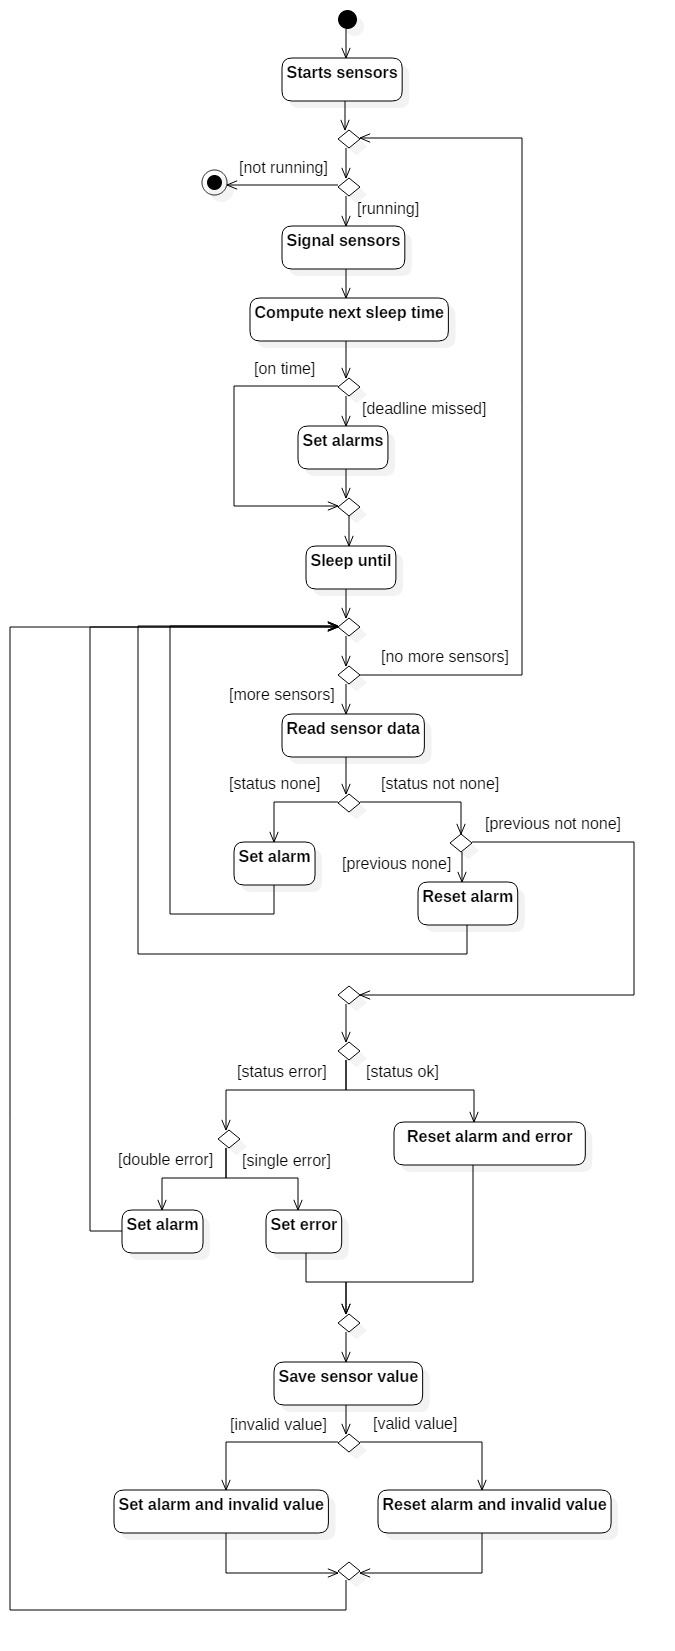 Starts sensors
[not running]
[running]
Signal sensors
Compute next sleep time
[on time]
[deadline missed]
Set alarms
Sleep until
[no more sensors]
[more sensors]
Read sensor data
[status none]
[status not none]
[previous not none]
Set alarm
[previous none]
Reset alarm
[status error]
[status ok]
Reset alarm and error
[double error]
[single error]
Set alarm
Set error
Save sensor value
[invalid value]
[valid value]
Set alarm and invalid value
Reset alarm and invalid value